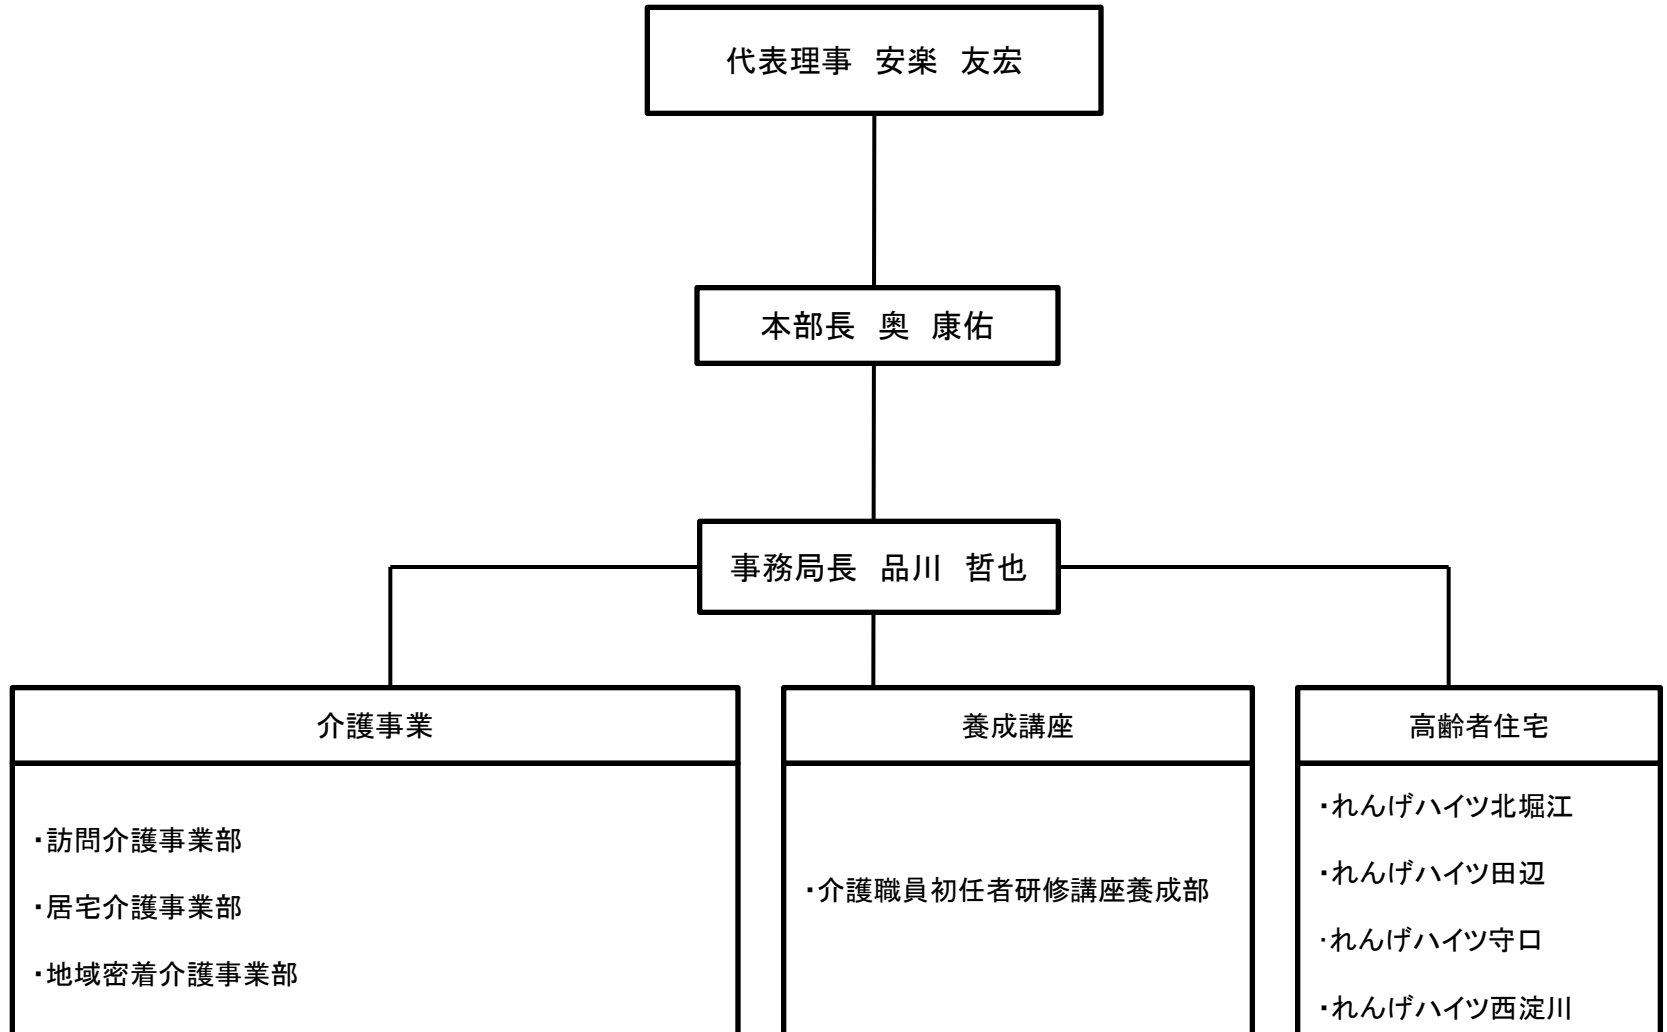 代表理事　安楽　友宏
本部長　奥　康佑
事務局長　品川　哲也
介護事業
・訪問介護事業部
・居宅介護事業部
・地域密着介護事業部
養成講座
・介護職員初任者研修講座養成部
高齢者住宅
・れんげハイツ北堀江
・れんげハイツ田辺
・れんげハイツ守口
・れんげハイツ西淀川